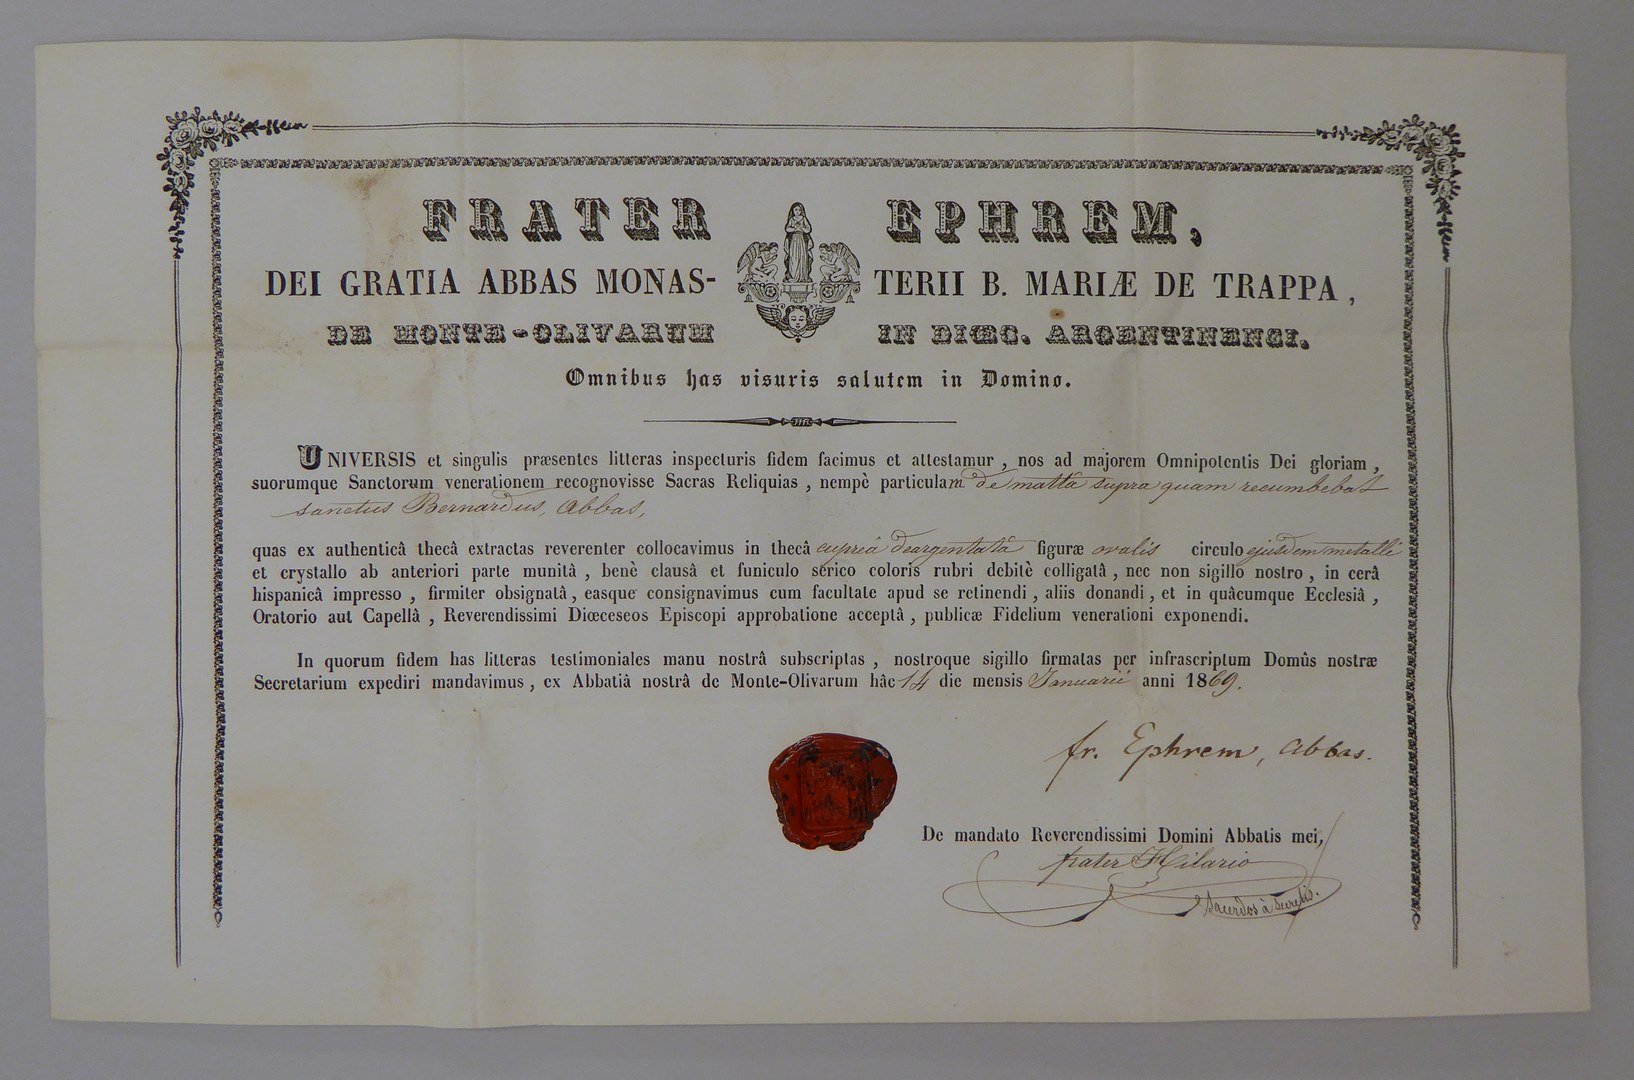 FRATER EPHREM,
DEI GRATIA ABBAS MONAS- TERII B. MARIÆ DE TRAPPA,
DE MONTE-OLIVARUM IN DIŒC. ARGENTINENSI.
Omnibus has visuris salutem in Domino.
UNIVERSIS et singulis præsentes litteras inspecturis fidem facimus et attestamur, nos ad majorem Omnipotentis Dei gloriam,
suorumque Sanctorum venerationem recognovisse Sacras Reliquias, nempè particulam de matta supra quam recumbebat
sanctus Bernardus, Abbas,
quas ex authenticâ thecâ extractas reverenter collocavimus in thecâ cupreâ deargentatâ figuræ ovalis circulo ejusdem metalli
et crystallo ab anteriori parte munitâ, benè clausâ et funiculo serico coloris rubri debitè colligatâ, nec non sigillo nostro, in cerâ
hispanicâ impresso, firmiter obsignatâ, easque consignavimus cum facultate apud se retinendi, aliis donandi, et in quâcumque Ecclesiâ,
Oratorio aut Capellâ, Reverendissimi Diœceseos Episcopi approbatione acceptâ, publicæ Fidelium venerationi exponendi.
In quorum fidem has litteras testimoniales manu nostrâ subscriptas, nostroque sigillo firmatas per infrascriptum Domûs nostræ
Secretarium expediri mandavimus, ex Abbatiâ nostrâ de Monte-Olivarum hâc 14 die mensis Januarii anni 1869.
fr. Ephrem, abbas.
De mandato Reverendissimi Domini Abbatis mei,
frater Hilario
Sacerdos à Secretis.